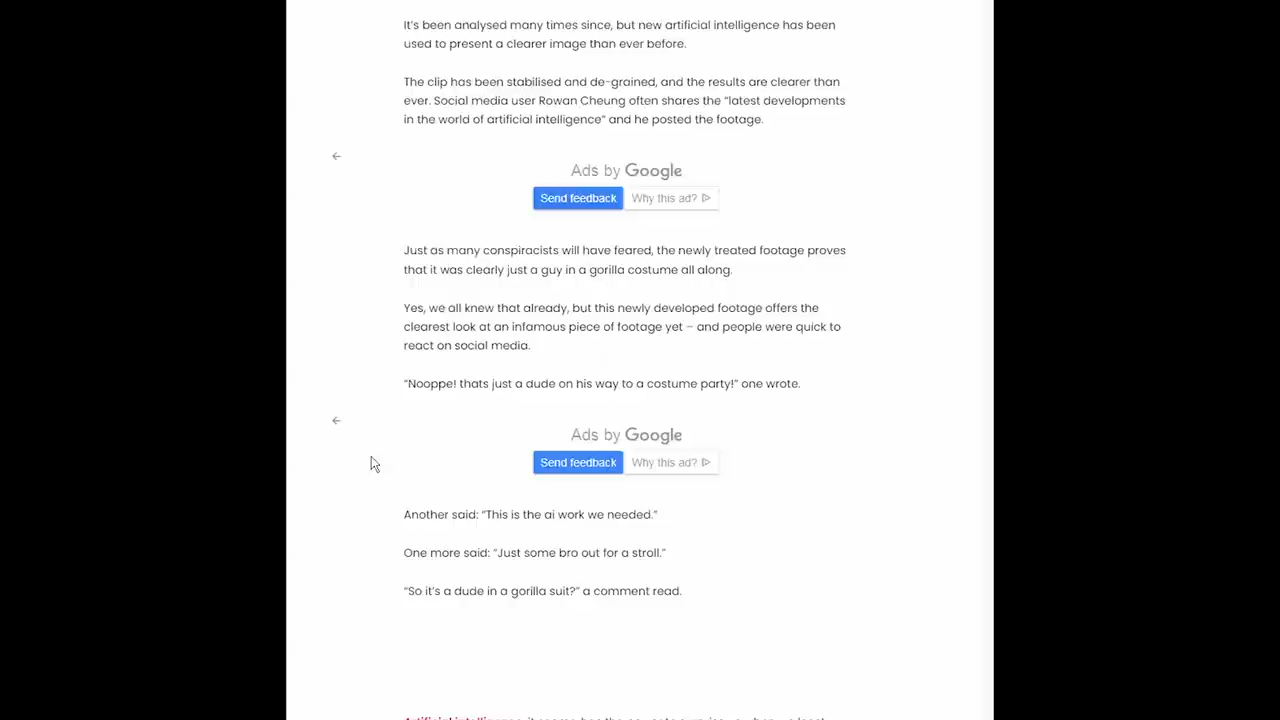 It's been analysed many times since, but new artificial intelligence has been
used to present a clearer image than ever before.
The clip has been stabilised and de-grained, and the results are clearer than
ever. Social media user Rowan Cheung often shares the "latest developments
in the world of artificial intelligence" and he posted the footage.
Ads by Google
Send feedback Why this ad?
Just as many conspiracists will have feared, the newly treated footage proves
that it was clearly just a guy in a gorilla costume all along.
Yes, we all knew that already, but this newly developed footage offers the
clearest look at an infamous piece of footage yet – and people were quick to
react on social media.
"Nooppe! thats just a dude on his way to a costume party!" one wrote.
Ads by Google
Send feedback Why this ad?
Another said: "This is the ai work we needed."
One more said: "Just some bro out for a stroll."
"So it's a dude in a gorilla suit?" a comment read.